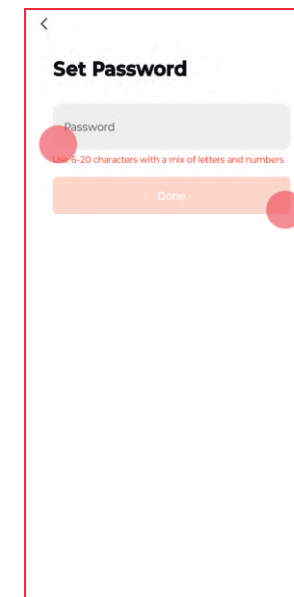 Set Password
Password
Use 6-20 characters with a mix of letters and numbers
Done